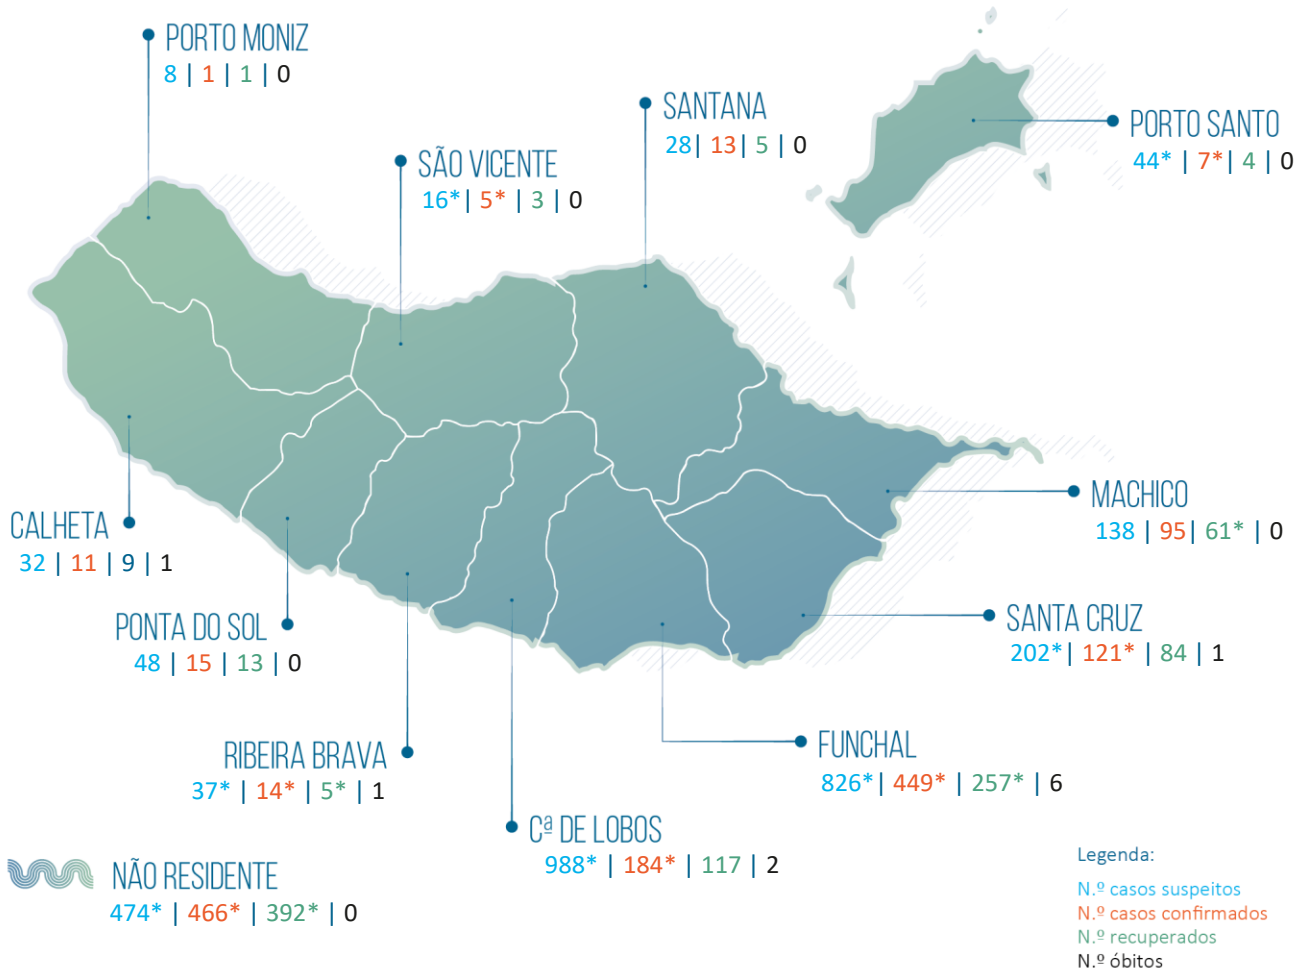 PORTO MONIZ
8 | 1 | 1 | 0
SANTANA
28| 13| 5 | 0
PORTO SANTO
44* | 7*| 4 | 0
SÃO VICENTE
16*| 5* | 3 | 0
MACHICO
138 | 95| 61* | 0
CALHETA
32 | 11 | 9 | 1
PONTA DO SOL
48 | 15 | 13 | 0
SANTA CRUZ
202*| 121* | 84 | 1
RIBEIRA BRAVA
37* | 14* | 5* | 1
FUNCHAL
826*| 449* | 257* | 6
Cª DE LOBOS
988* | 184* | 117 | 2
NÃO RESIDENTE
474* | 466* | 392* | 0
Legenda:
N.º casos suspeitos
N.º casos confirmados
N.º recuperados
N.º óbitos